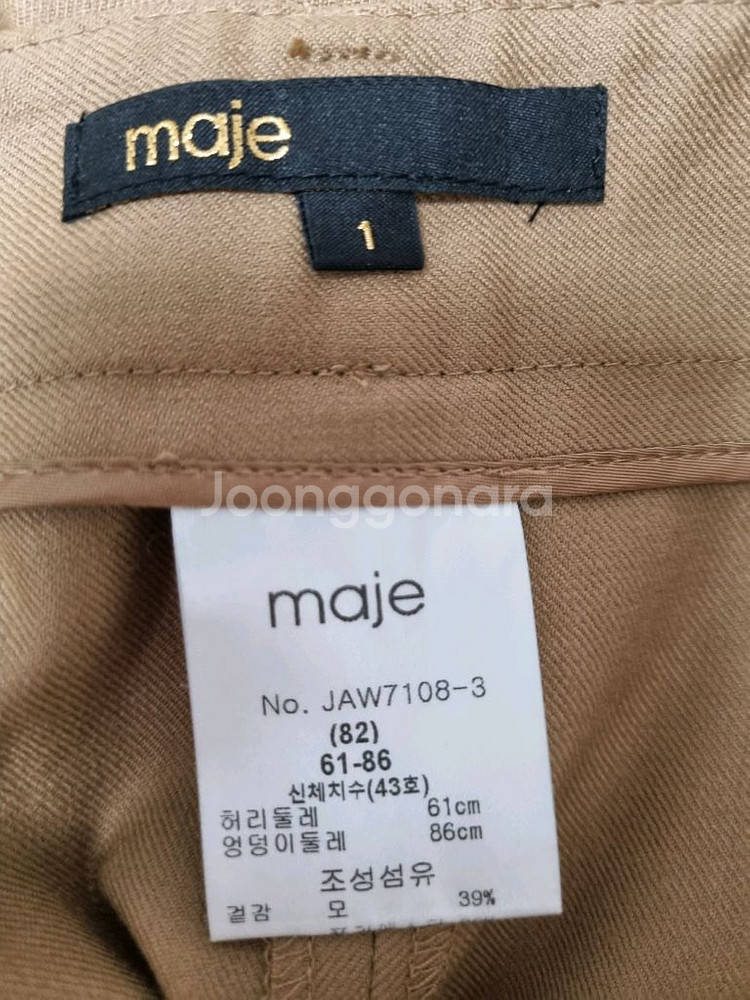 maje
1
Joonggonara
maje
No. JAW7108-3
(82)
61-86
신체치수(43호)
허리둘레 61cm
엉덩이둘레 86cm
조성섬유
겉감 모 39%